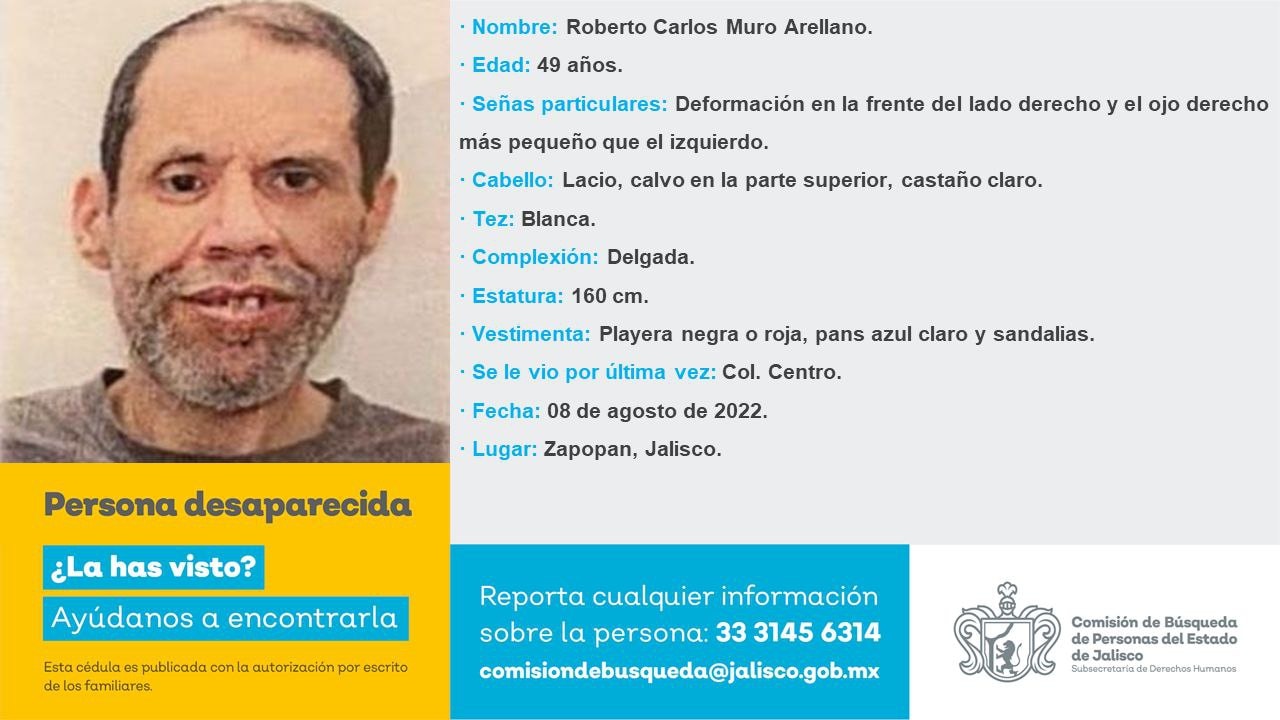 · Nombre: Roberto Carlos Muro Arellano.
· Edad: 49 años.
· Señas particulares: Deformación en la frente del lado derecho y el ojo derecho
más pequeño que el izquierdo.
· Cabello: Lacio, calvo en la parte superior, castaño claro.
· Tez: Blanca.
· Complexión: Delgada.
· Estatura: 160 cm.
· Vestimenta: Playera negra o roja, pans azul claro y sandalias.
· Se le vio por última vez: Col. Centro.
· Fecha: 08 de agosto de 2022.
· Lugar: Zapopan, Jalisco.
Persona desaparecida
¿La has visto?
Ayúdanos a encontrarla
Esta cédula es publicada con la autorización por escrito
de los familiares.
Reporta cualquier información
sobre la persona: 33 3145 6314
comisiondebusqueda@jalisco.gob.mx
Comisión de Búsqueda
de Personas del Estado
de Jalisco
Subsecretaría de Derechos Humanos